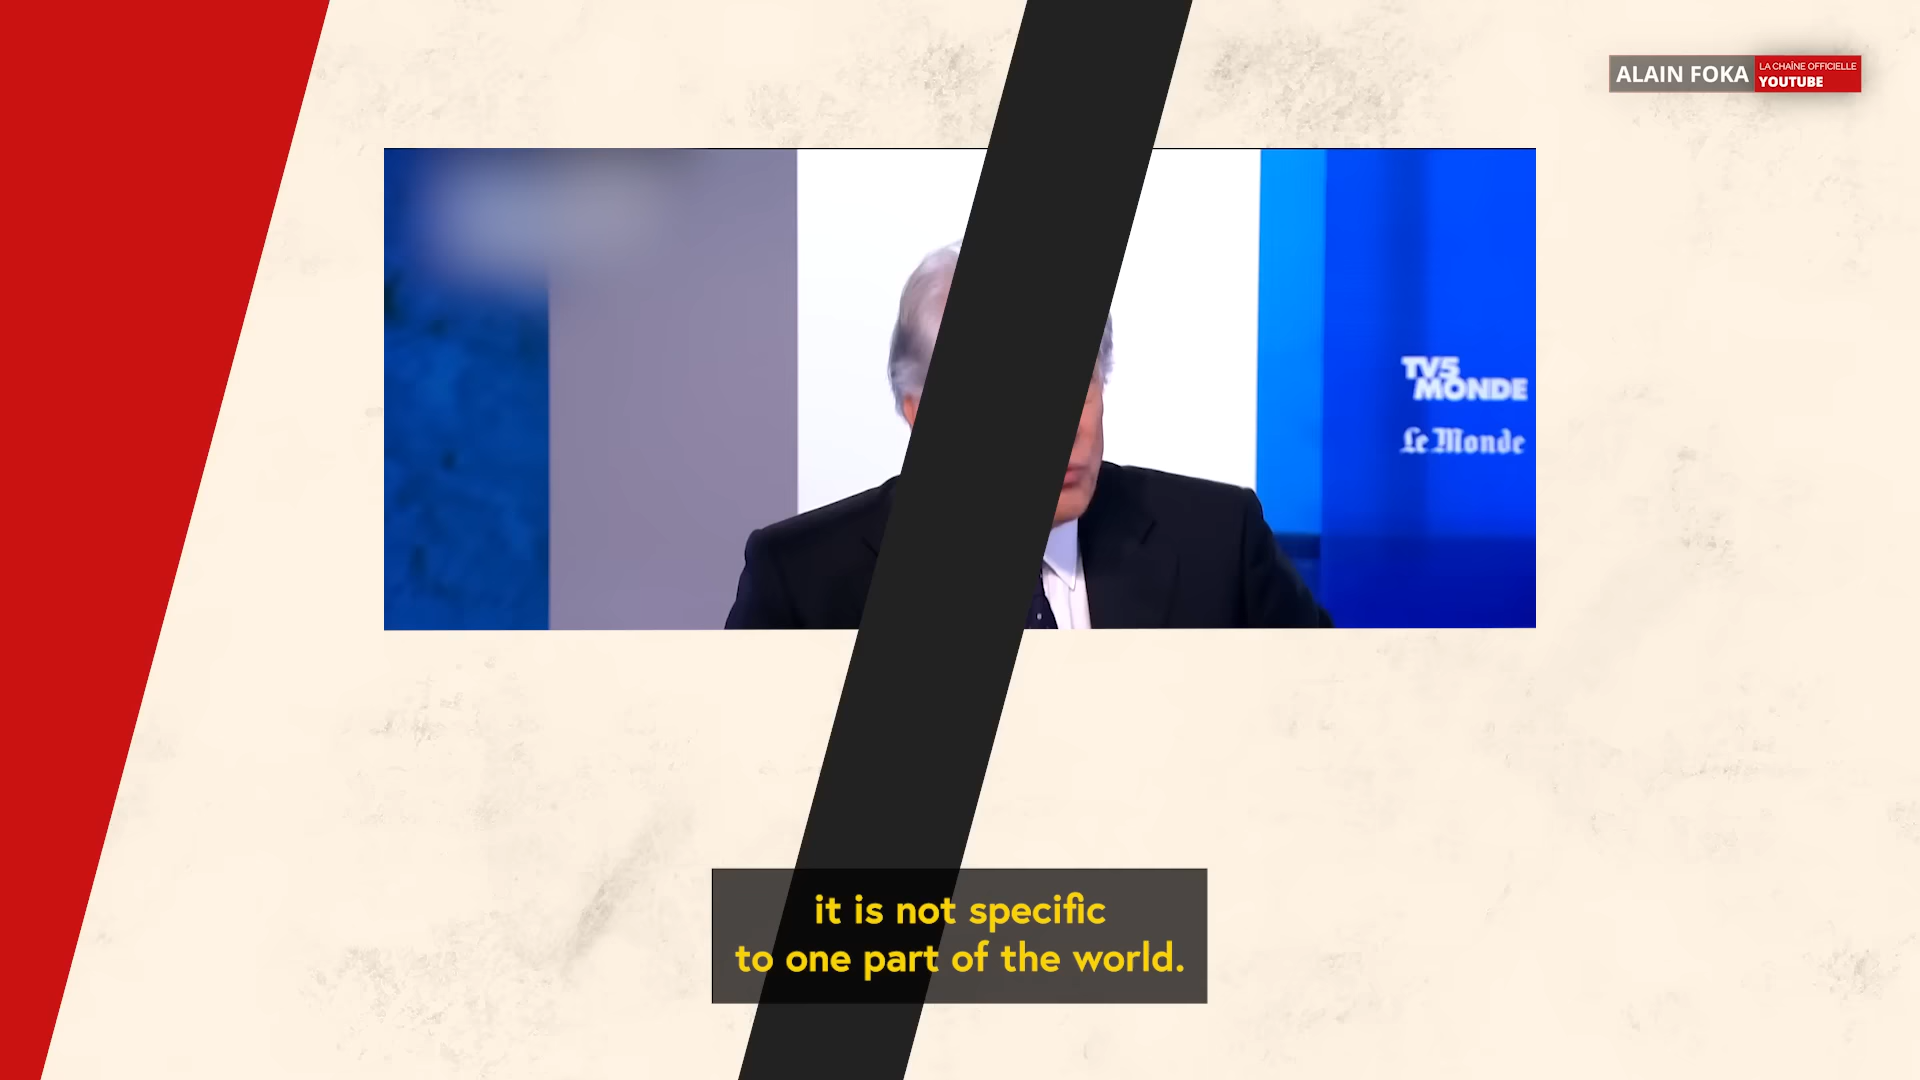 ALAIN FOKA
LA CHAÎNE OFFICIELLE
YOUTUBE
TV5
MONDE
Le Monde
it is not specific
to one part of the world.